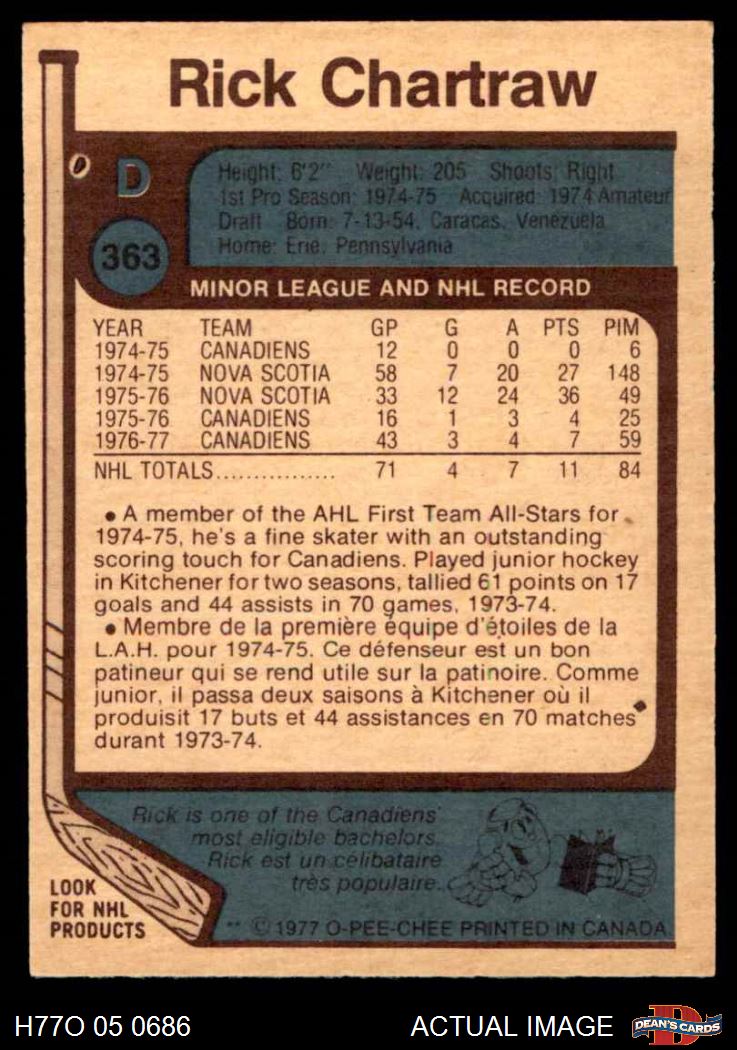 Rick Chartraw
D
Height: 6'2" Weight: 205 Shoots: Right
1st Pro Season: 1974-75 Acquired: 1974 Amateur
Draft Born: 7-13-54, Caracas, Venezuela
Home: Erie, Pennsylvania
363
MINOR LEAGUE AND NHL RECORD
YEAR TEAM GP G A PTS PIM
1974-75 CANADIENS 12 0 0 0 6
1974-75 NOVA SCOTIA 58 7 20 27 148
1975-76 NOVA SCOTIA 33 12 24 36 49
1975-76 CANADIENS 16 1 3 4 25
1976-77 CANADIENS 43 3 4 7 59
NHL TOTALS................ 71 4 7 11 84
• A member of the AHL First Team All-Stars for
1974-75, he's a fine skater with an outstanding
scoring touch for Canadiens. Played junior hockey
in Kitchener for two seasons, tallied 61 points on 17
goals and 44 assists in 70 games, 1973-74.
• Membre de la première équipe d'étoiles de la
L.A.H. pour 1974-75. Ce défenseur est un bon
patineur qui se rend utile sur la patinoire. Comme
junior, il passa deux saisons à Kitchener où il
produisit 17 buts et 44 assistances en 70 matches
durant 1973-74.
Rick is one of the Canadiens'
most eligible bachelors.
Rick est un célibataire
très populaire.
LOOK
FOR NHL
PRODUCTS
** © 1977 O-PEE-CHEE PRINTED IN CANADA
H77O 05 0686 ACTUAL IMAGE
DEAN'S CARDS